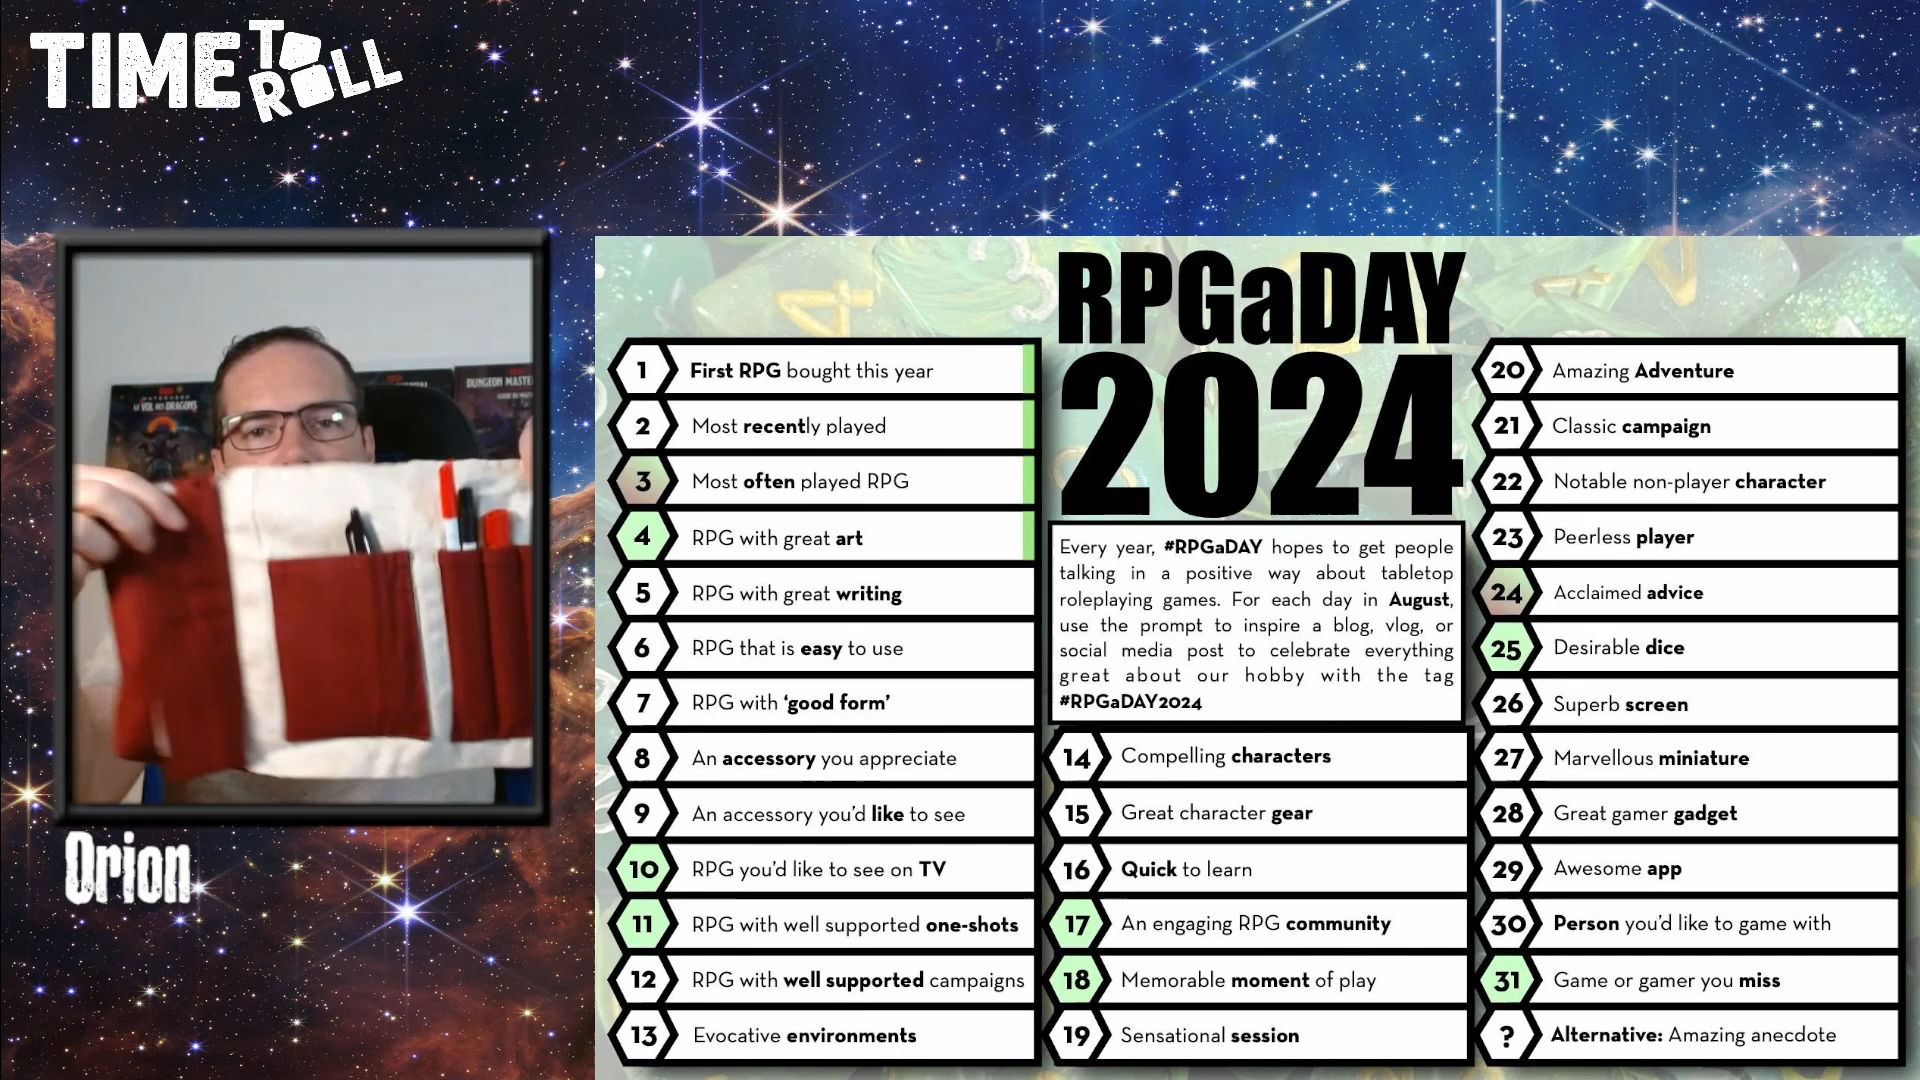 TIME TO ROLL
LE VOL DES DRAGONS
DUNGEON MASTER
Orion
RPGaDAY
2024
Every year, #RPGaDAY hopes to get people
talking in a positive way about tabletop
roleplaying games. For each day in August,
use the prompt to inspire a blog, vlog, or
social media post to celebrate everything
great about our hobby with the tag
#RPGaDAY2024
1 First RPG bought this year
2 Most recently played
3 Most often played RPG
4 RPG with great art
5 RPG with great writing
6 RPG that is easy to use
7 RPG with ‘good form’
8 An accessory you appreciate
9 An accessory you’d like to see
10 RPG you’d like to see on TV
11 RPG with well supported one-shots
12 RPG with well supported campaigns
13 Evocative environments
14 Compelling characters
15 Great character gear
16 Quick to learn
17 An engaging RPG community
18 Memorable moment of play
19 Sensational session
20 Amazing Adventure
21 Classic campaign
22 Notable non-player character
23 Peerless player
24 Acclaimed advice
25 Desirable dice
26 Superb screen
27 Marvellous miniature
28 Great gamer gadget
29 Awesome app
30 Person you’d like to game with
31 Game or gamer you miss
? Alternative: Amazing anecdote